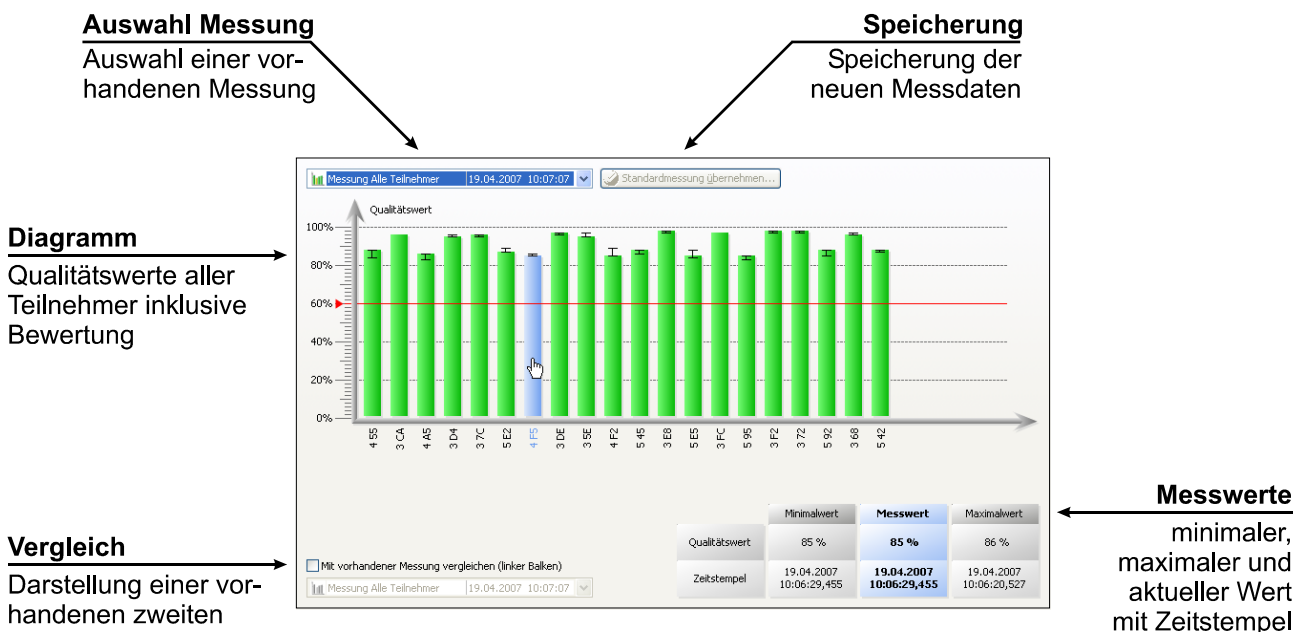 Auswahl Messung
Auswahl einer vor-
handenen Messung
Speicherung
Speicherung der
neuen Messdaten
Messung Alle Teilnehmer 19.04.2007 10:07:07
Standardmessung übernehmen...
Diagramm
Qualitätswerte aller
Teilnehmer inklusive
Bewertung
Qualitätswert
100%
80%
60%
40%
20%
0%
4 55
3 CA
4 A5
3 D4
3 7C
5 E2
4 F5
3 DE
3 5E
4 F2
5 45
3 E8
5 E5
3 FC
5 95
3 F2
3 72
5 92
3 68
5 42
Vergleich
Darstellung einer vor-
handenen zweiten
Mit vorhandener Messung vergleichen (linker Balken)
Messung Alle Teilnehmer 19.04.2007 10:07:07
Minimalwert Messwert Maximalwert
Qualitätswert 85 % 85 % 86 %
Zeitstempel 19.04.2007 19.04.2007 19.04.2007
10:06:29,455 10:06:29,455 10:06:20,527
Messwerte
minimaler,
maximaler und
aktueller Wert
mit Zeitstempel